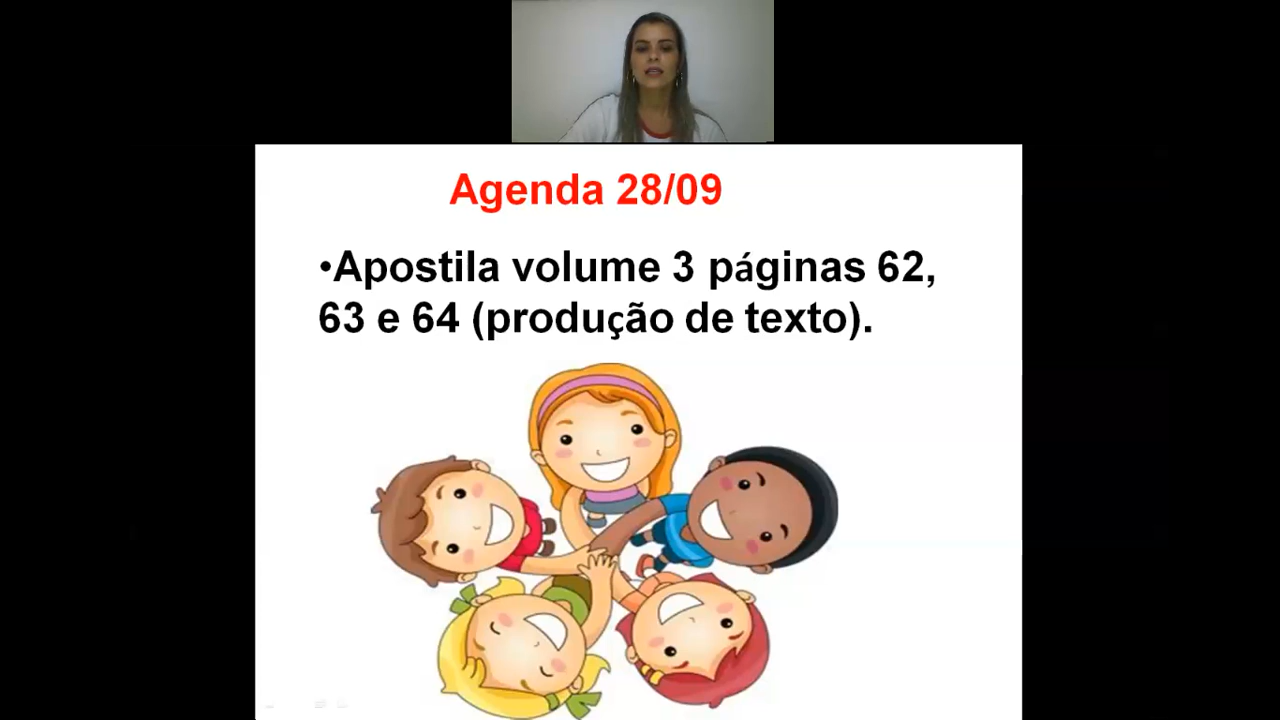 Agenda 28/09
•Apostila volume 3 páginas 62,
63 e 64 (produção de texto).